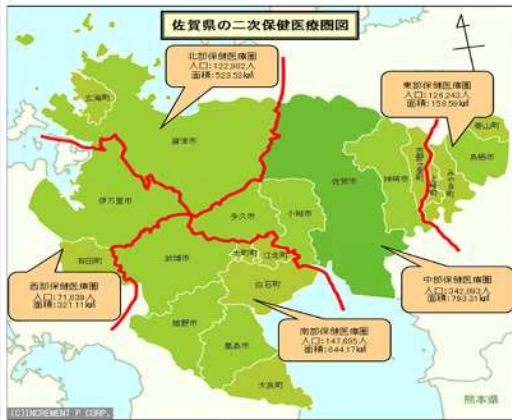 佐賀県の二次保健医療圏図
北部保健医療圏
人口:122,982人
面積:523.52k㎡
東部保健医療圏
人口:126,243人
面積:158.59k㎡
玄海町
唐津市
基山町
鳥栖市
みやき町
佐賀市
神埼市
伊万里市
多久市
小城市
有田町
武雄市
大町町
江北町
白石町
西部保健医療圏
人口:71,639人
面積:321.11k㎡
中部保健医療圏
人口:342,993人
面積:793.31k㎡
嬉野市
鹿島市
南部保健医療圏
人口:147,695人
面積:644.17k㎡
太良町
熊本県
(C)INCREMENT P CORP.